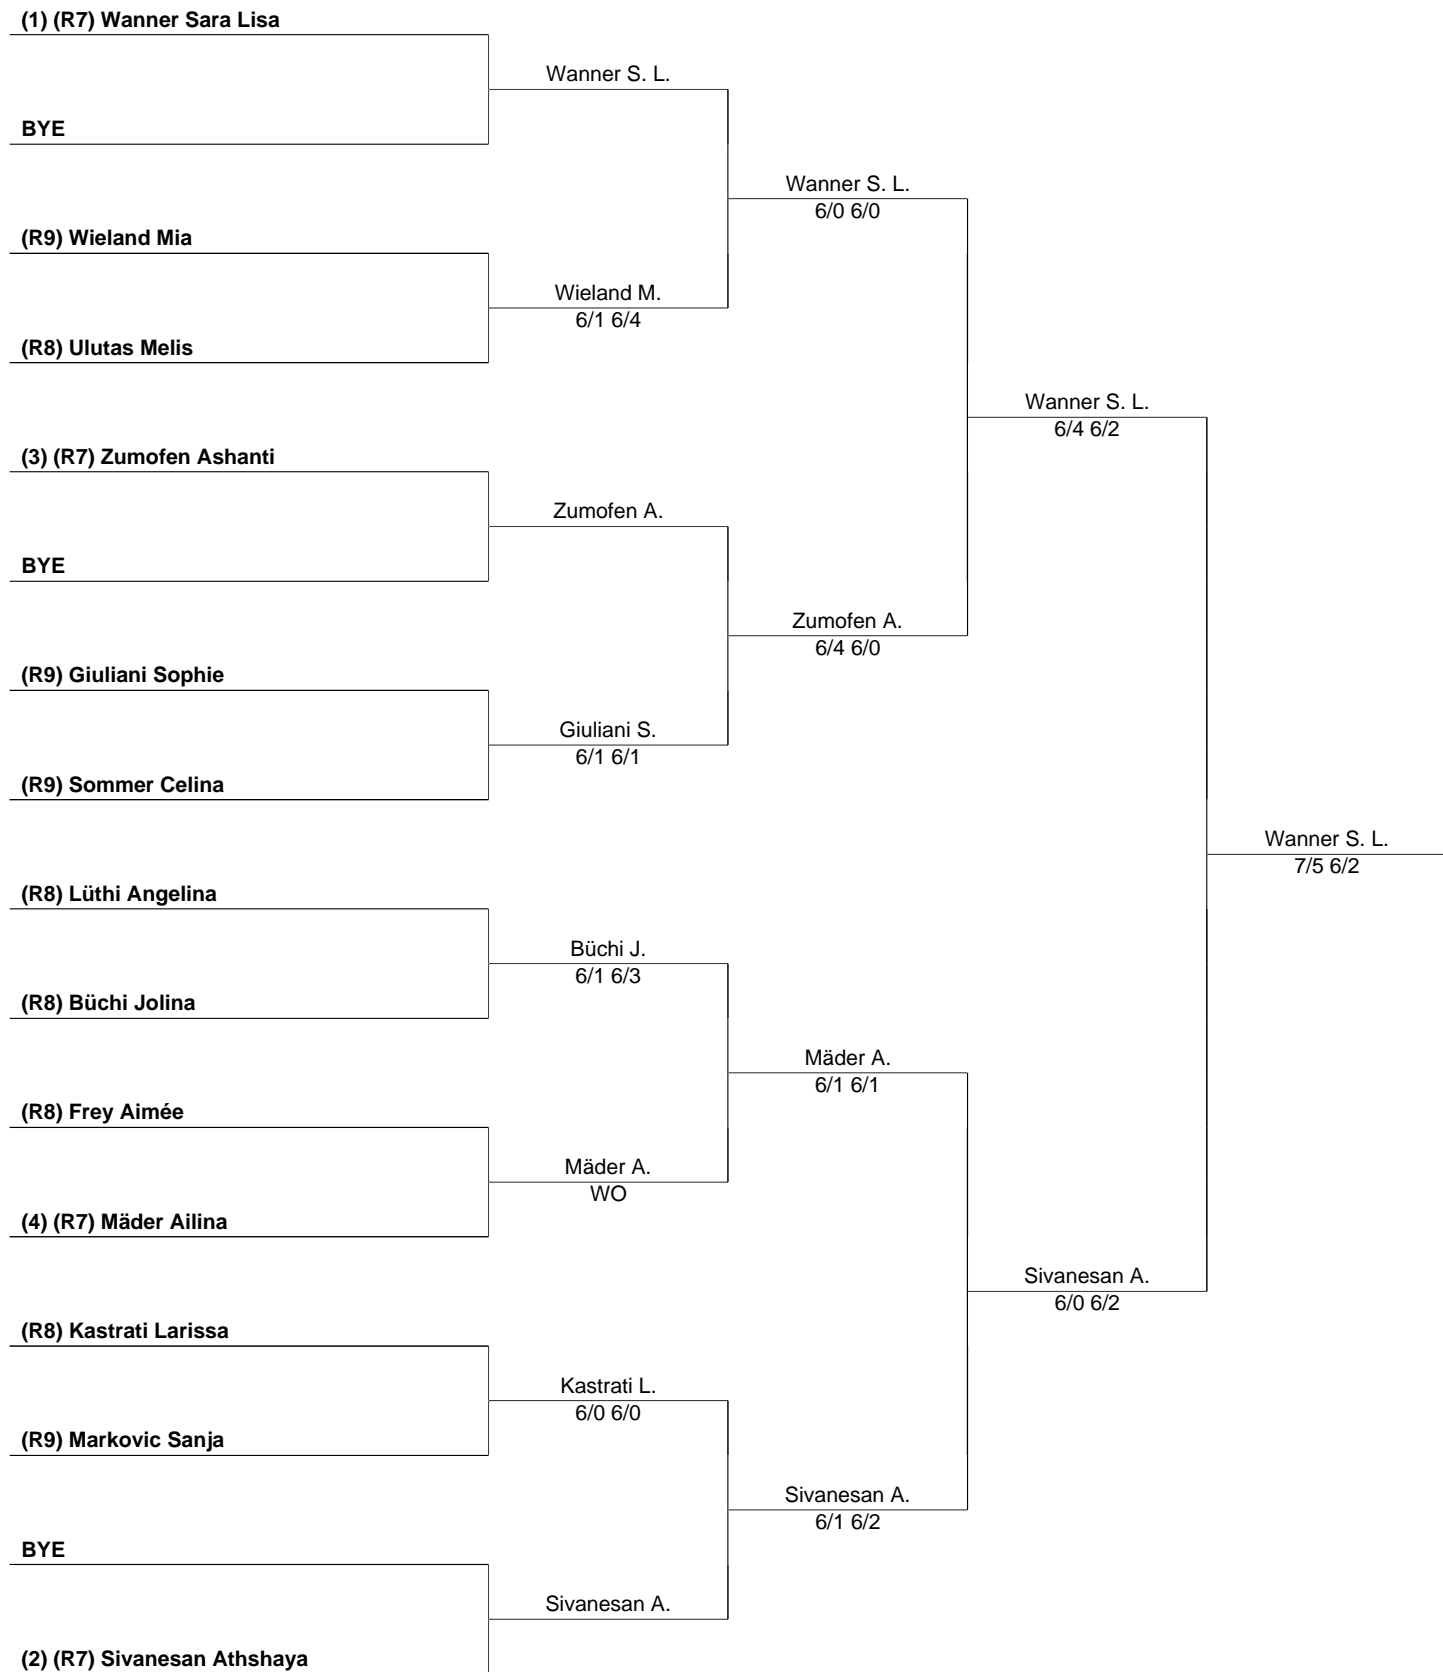 (1) (R7) Wanner Sara Lisa
Wanner S. L.
BYE
Wanner S. L.
6/0 6/0
(R9) Wieland Mia
Wieland M.
6/1 6/4
(R8) Ulutas Melis
Wanner S. L.
6/4 6/2
(3) (R7) Zumofen Ashanti
Zumofen A.
BYE
Zumofen A.
6/4 6/0
(R9) Giuliani Sophie
Giuliani S.
6/1 6/1
(R9) Sommer Celina
Wanner S. L.
7/5 6/2
(R8) Lüthi Angelina
Büchi J.
6/1 6/3
(R8) Büchi Jolina
Mäder A.
6/1 6/1
(R8) Frey Aimée
Mäder A.
WO
(4) (R7) Mäder Ailina
Sivanesan A.
6/0 6/2
(R8) Kastrati Larissa
Kastrati L.
6/0 6/0
(R9) Markovic Sanja
Sivanesan A.
6/1 6/2
BYE
Sivanesan A.
(2) (R7) Sivanesan Athshaya